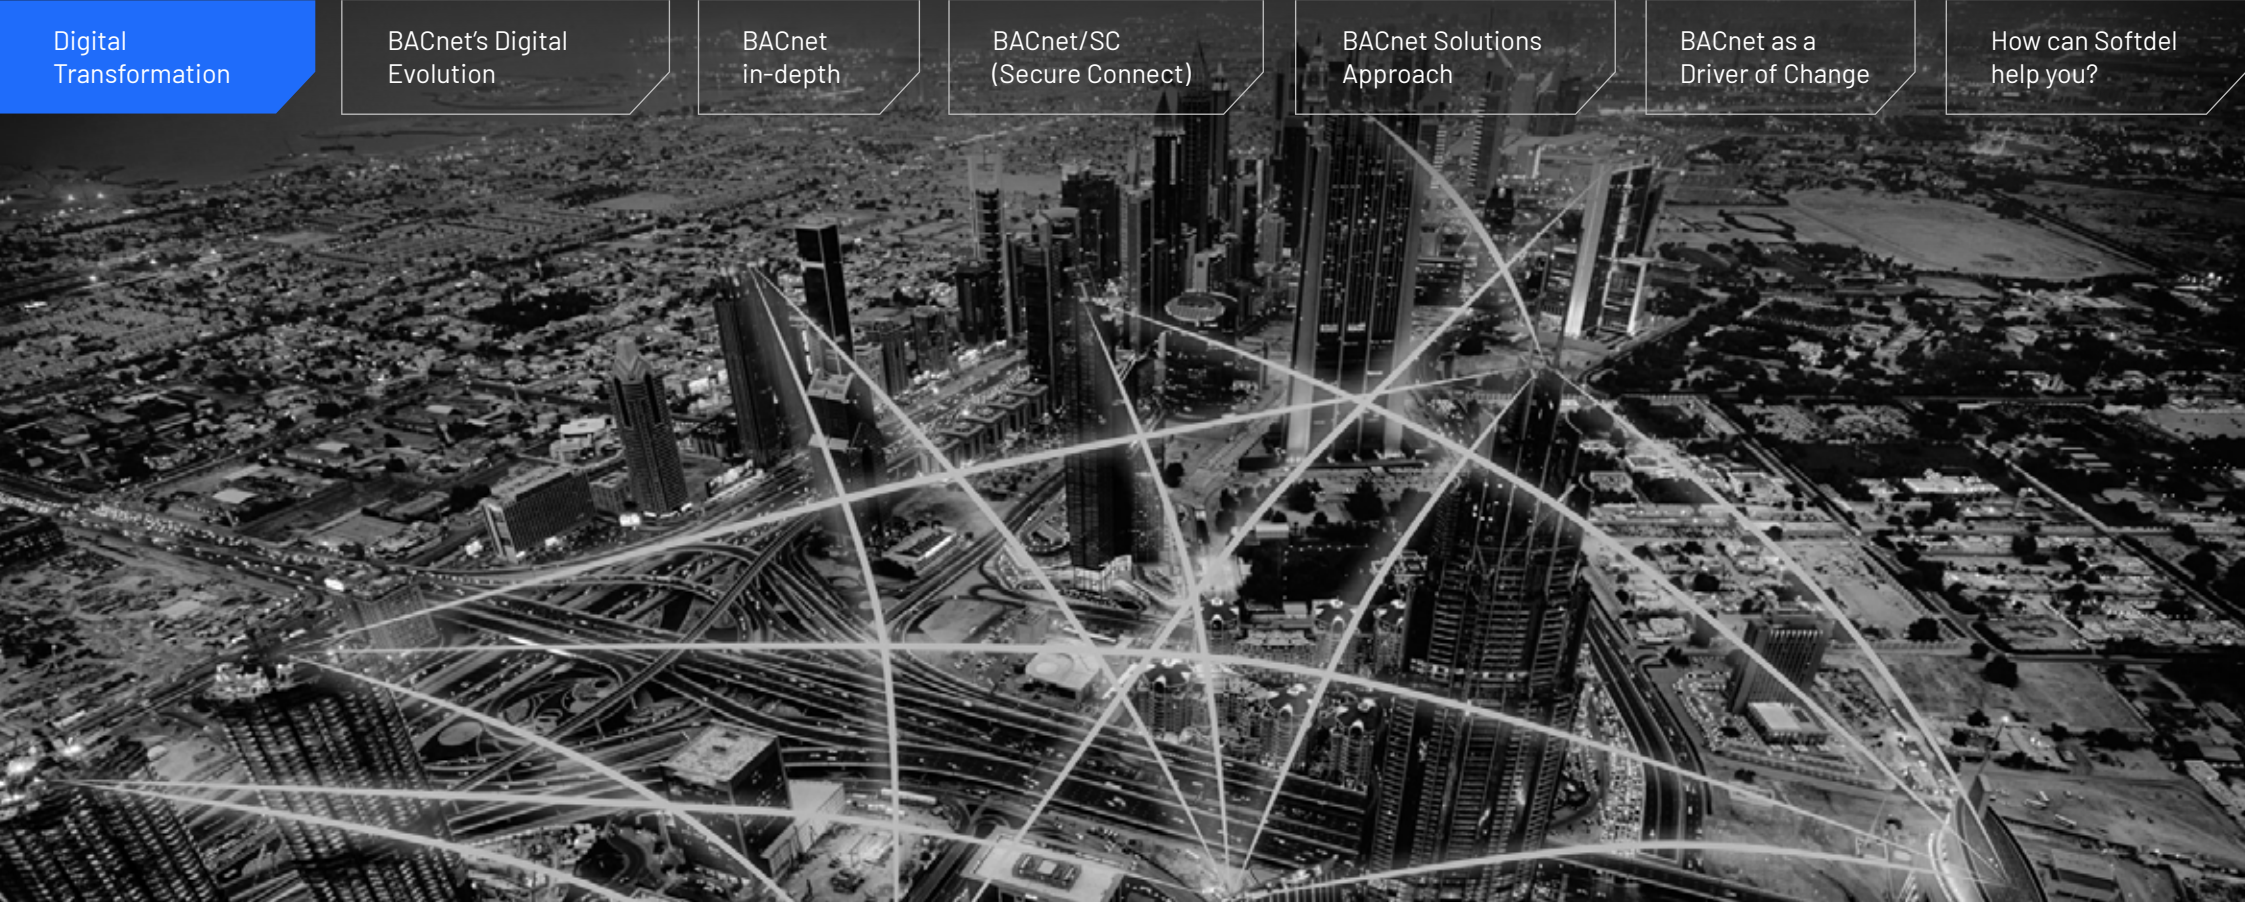 Digital
Transformation
BACnet’s Digital
Evolution
BACnet
in-depth
BACnet/SC
(Secure Connect)
BACnet Solutions
Approach
BACnet as a
Driver of Change
How can Softdel
help you?